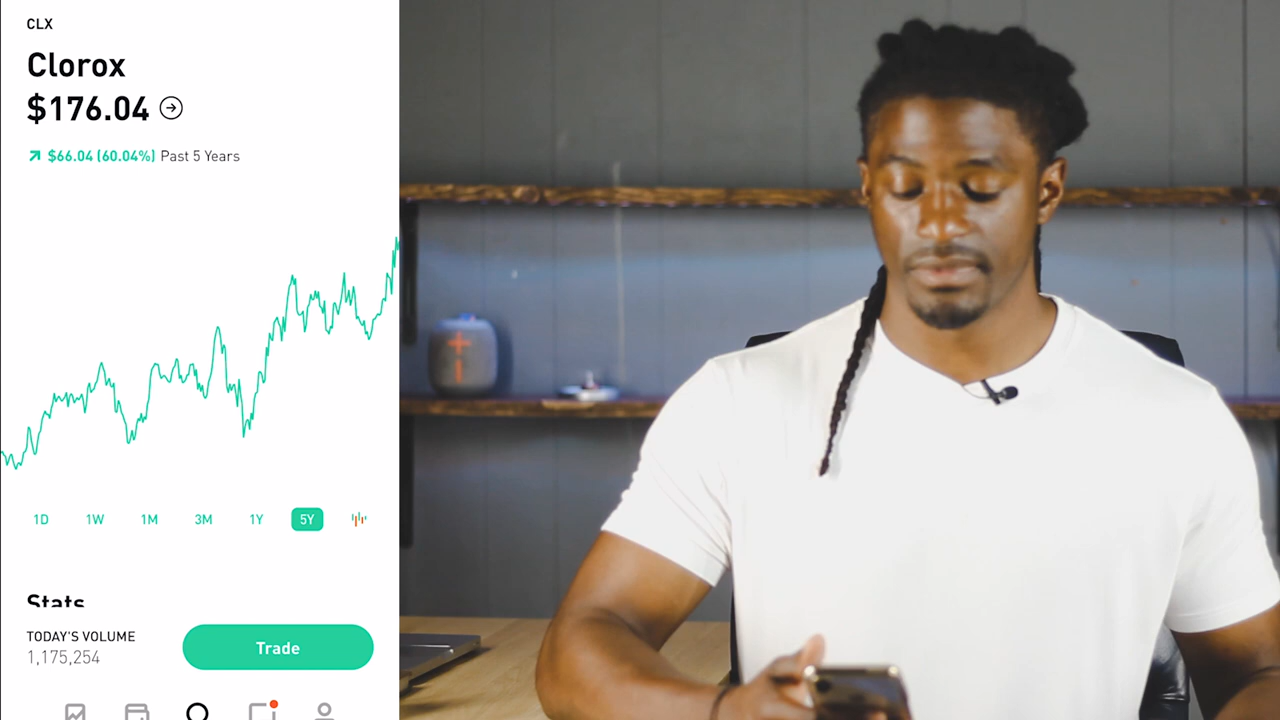 CLX
Clorox
$176.04
$66.04 (60.04%) Past 5 Years
1D 1W 1M 3M 1Y 5Y
Stats
TODAY'S VOLUME
1,175,254
Trade